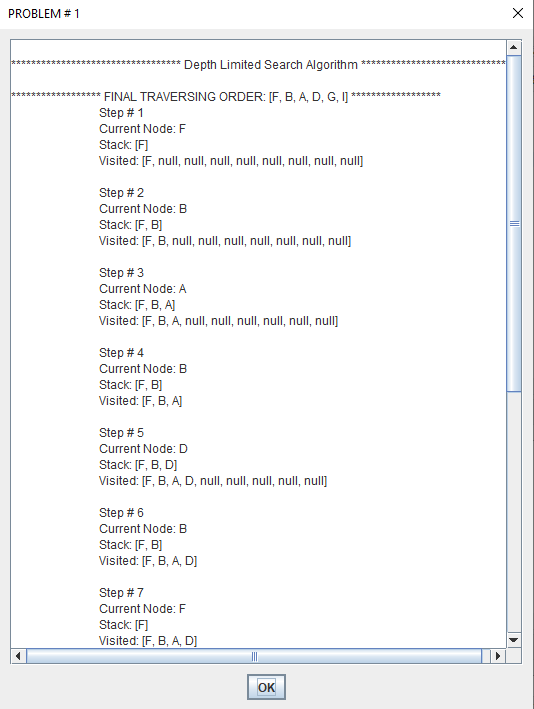 PROBLEM # 1
********************************** Depth Limited Search Algorithm *****************************
****************** FINAL TRAVERSING ORDER: [F, B, A, D, G, I] ******************
Step # 1
Current Node: F
Stack: [F]
Visited: [F, null, null, null, null, null, null, null, null]
Step # 2
Current Node: B
Stack: [F, B]
Visited: [F, B, null, null, null, null, null, null, null]
Step # 3
Current Node: A
Stack: [F, B, A]
Visited: [F, B, A, null, null, null, null, null, null]
Step # 4
Current Node: B
Stack: [F, B]
Visited: [F, B, A]
Step # 5
Current Node: D
Stack: [F, B, D]
Visited: [F, B, A, D, null, null, null, null, null]
Step # 6
Current Node: B
Stack: [F, B]
Visited: [F, B, A, D]
Step # 7
Current Node: F
Stack: [F]
Visited: [F, B, A, D]
OK